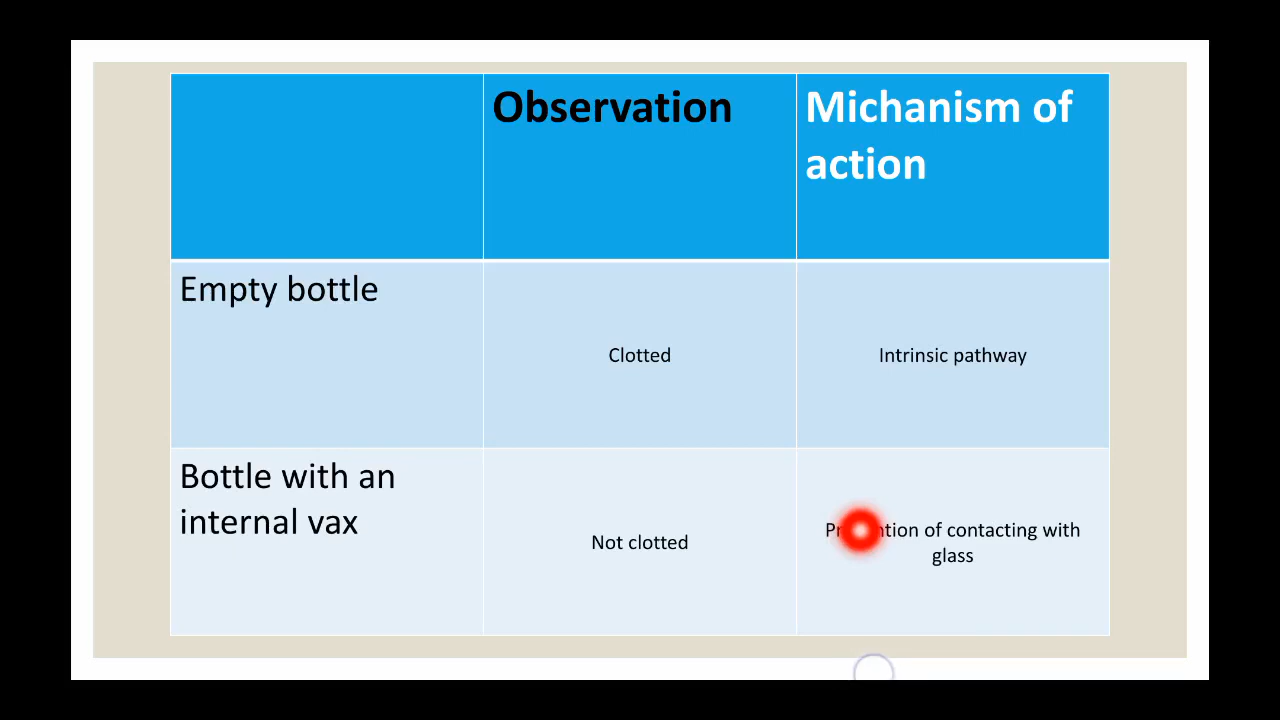 Observation
Michanism of
action
Empty bottle
Clotted
Intrinsic pathway
Bottle with an
internal vax
Not clotted
of contacting with
glass